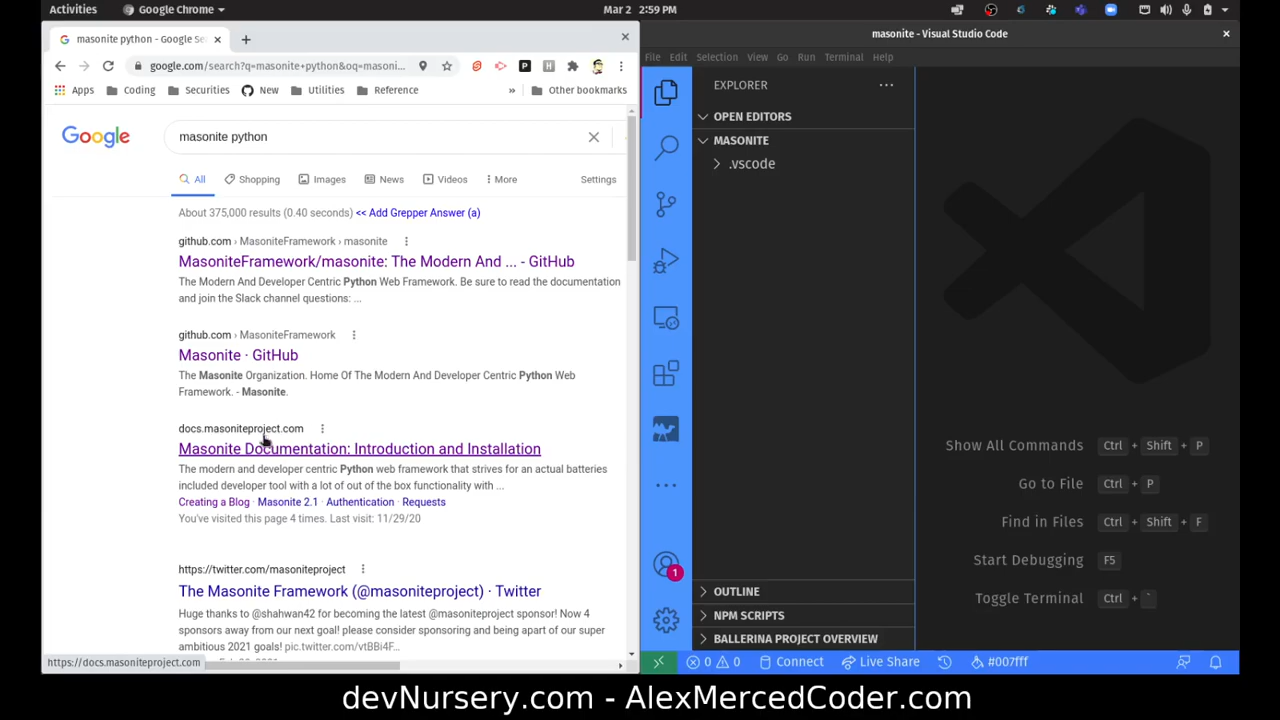 Activities
Google Chrome
Mar 2 2:59 PM
masonite python - Google Se
google.com/search?q=masonite+python&oq=masoni...
Apps
Coding
Securities
New
Utilities
Reference
»
Other bookmarks
Google
masonite python
All
Shopping
Images
News
Videos
More
Settings
About 375,000 results (0.40 seconds) << Add Grepper Answer (a)
github.com › MasoniteFramework › masonite
MasoniteFramework/masonite: The Modern And ... - GitHub
The Modern And Developer Centric Python Web Framework. Be sure to read the documentation
and join the Slack channel questions: ...
github.com › MasoniteFramework
Masonite · GitHub
The Masonite Organization. Home Of The Modern And Developer Centric Python Web
Framework. - Masonite.
docs.masoniteproject.com
Masonite Documentation: Introduction and Installation
The modern and developer centric Python web framework that strives for an actual batteries
included developer tool with a lot of out of the box functionality with ...
Creating a Blog · Masonite 2.1 · Authentication · Requests
You've visited this page 4 times. Last visit: 11/29/20
https://twitter.com/masoniteproject
The Masonite Framework (@masoniteproject) · Twitter
Huge thanks to @shahwan42 for becoming the latest @masoniteproject sponsor! Now 4
sponsors away from our next goal! please consider sponsoring and being apart of our super
ambitious 2021 goals! pic.twitter.com/vtBBi4F...
https://docs.masoniteproject.com
masonite - Visual Studio Code
File Edit Selection View Go Run Terminal Help
EXPLORER
OPEN EDITORS
MASONITE
.vscode
Show All Commands Ctrl + Shift + P
Go to File Ctrl + P
Find in Files Ctrl + Shift + F
Start Debugging F5
Toggle Terminal Ctrl + `
1
OUTLINE
NPM SCRIPTS
BALLERINA PROJECT OVERVIEW
0 0 Connect Live Share #007fff
devNursery.com - AlexMercedCoder.com